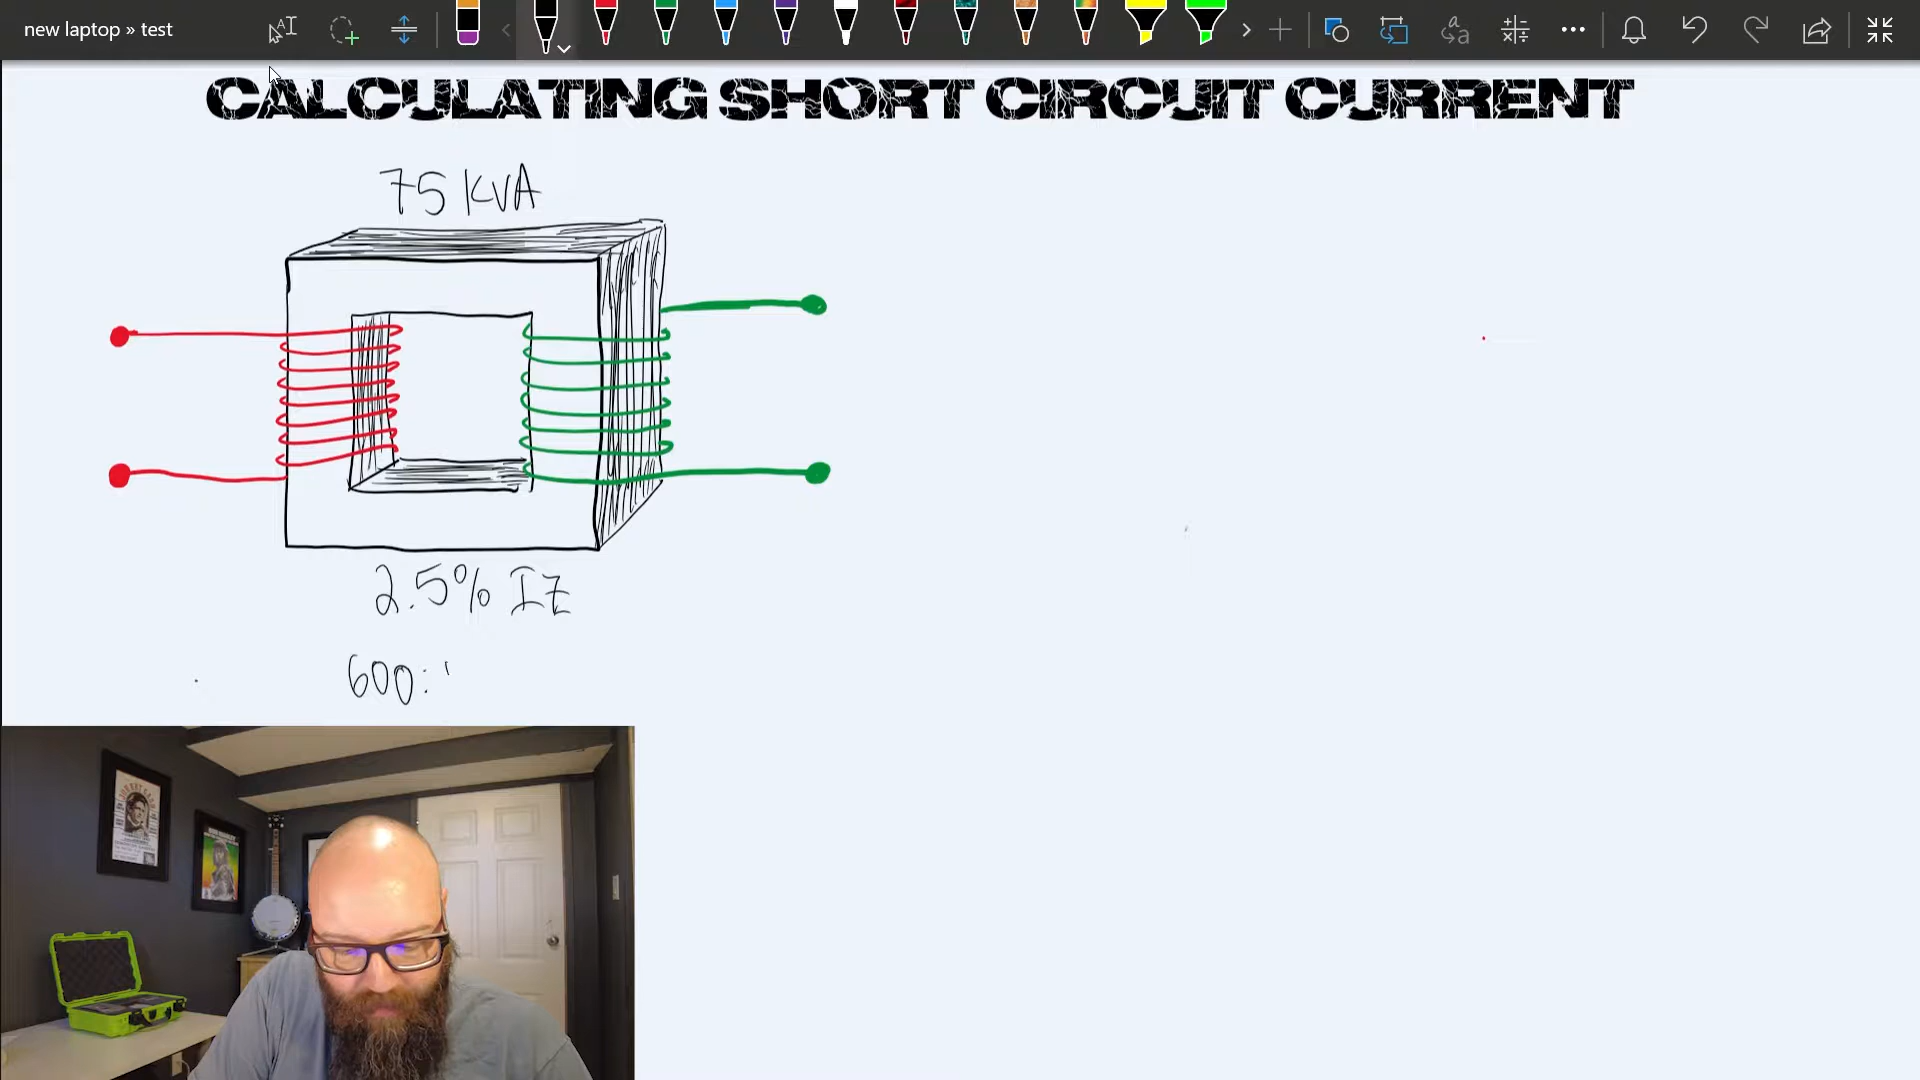 new laptop » test
CALCULATING SHORT CIRCUIT CURRENT
75 KVA
2.5% IZ
600: